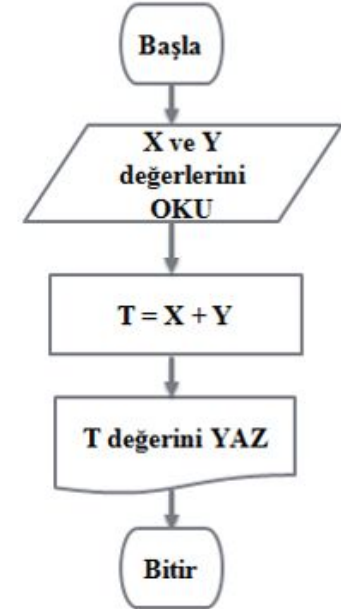 Başla
X ve Y
değerlerini
OKU
T = X + Y
T değerini YAZ
Bitir